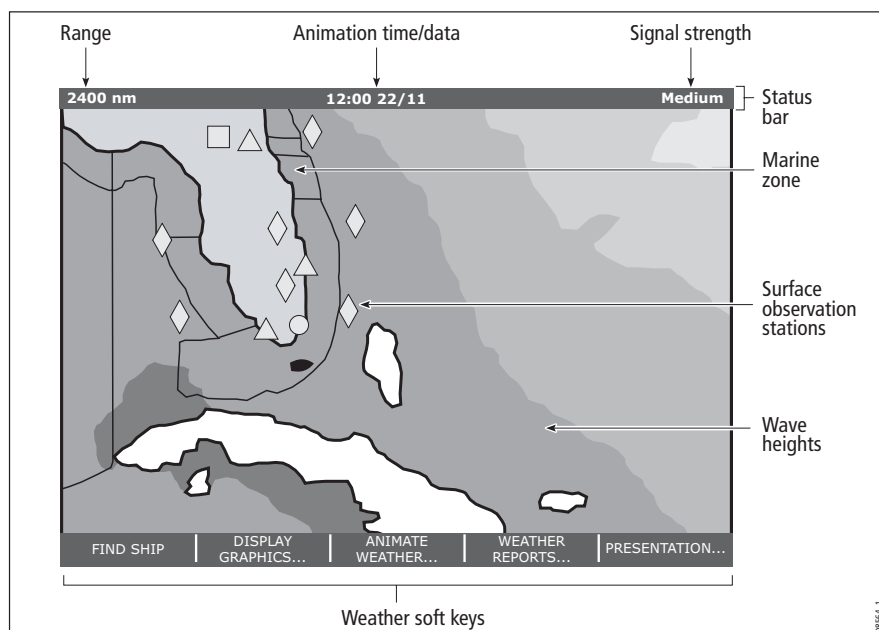 Range
Animation time/data
Signal strength
2400 nm
12:00 22/11
Medium
Status
bar
Marine
zone
Surface
observation
stations
Wave
heights
FIND SHIP
DISPLAY
GRAPHICS...
ANIMATE
WEATHER...
WEATHER
REPORTS...
PRESENTATION...
Weather soft keys